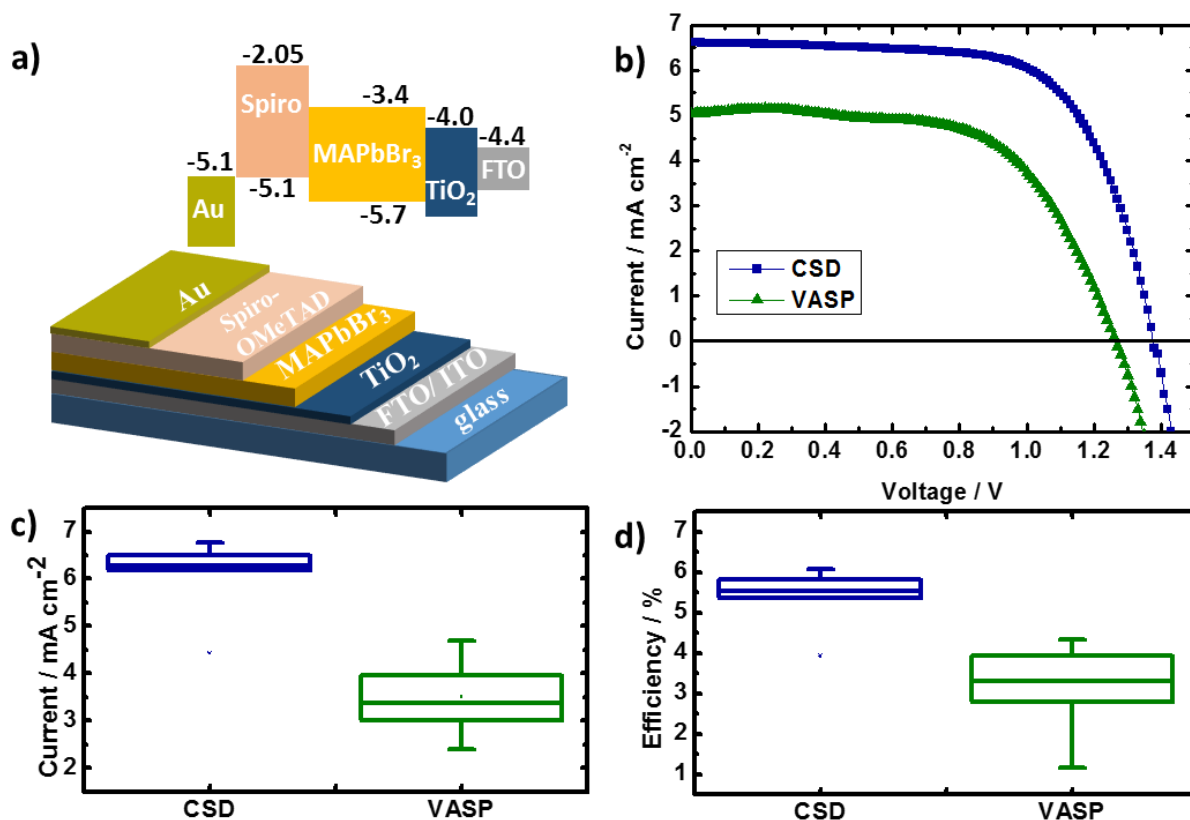 a)
-2.05
Spiro
-5.1
-3.4
MAPbBr₃
-5.7
-4.0
TiO₂
-4.4
FTO
-5.1
Au
Au
Spiro-
OMeTAD
MAPbBr₃
TiO₂
FTO/ ITO
glass
b)
Current / mA cm⁻²
7
6
5
4
3
2
1
0
-1
-2
CSD
VASP
0.0 0.2 0.4 0.6 0.8 1.0 1.2 1.4
Voltage / V
c)
Current / mA cm⁻²
7
6
5
4
3
2
CSD VASP
d)
Efficiency / %
7
6
5
4
3
2
1
CSD VASP